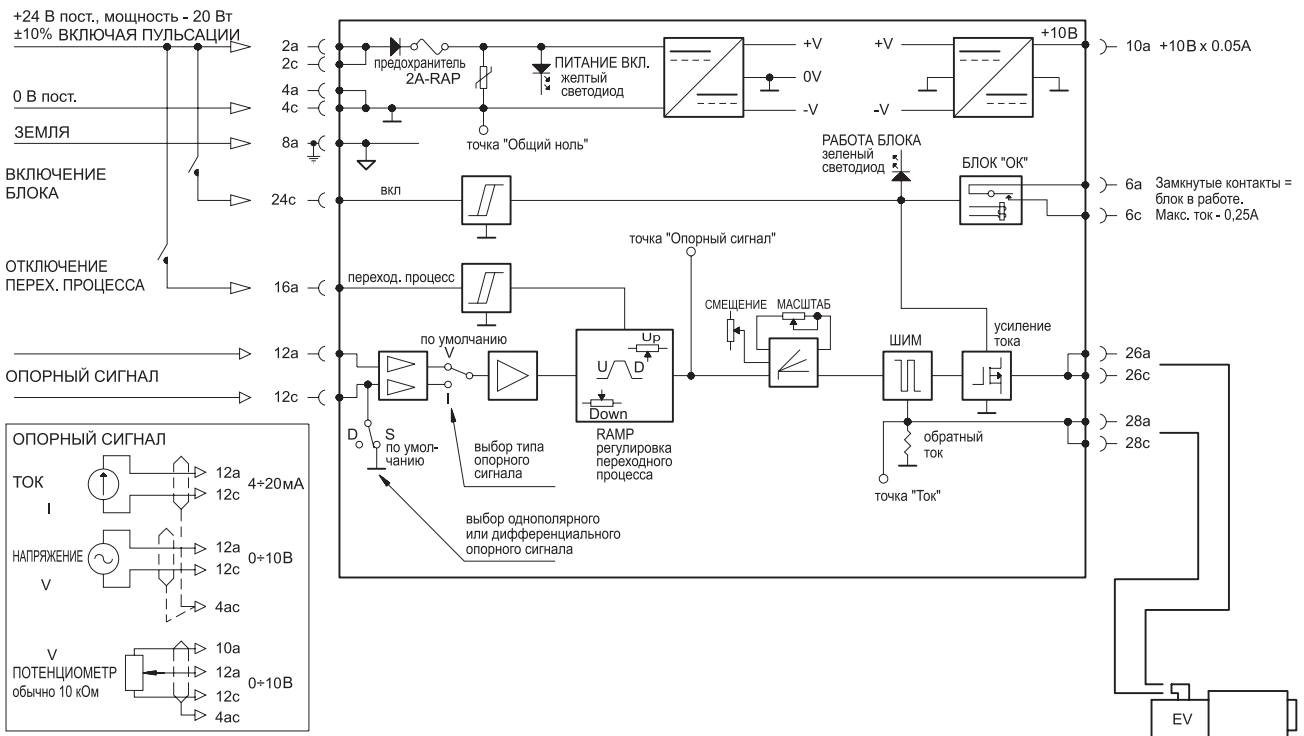 +24 В пост., мощность - 20 Вт
±10% ВКЛЮЧАЯ ПУЛЬСАЦИИ
0 В пост.
ЗЕМЛЯ
ВКЛЮЧЕНИЕ
БЛОКА
ОТКЛЮЧЕНИЕ
ПЕРЕХ. ПРОЦЕССА
ОПОРНЫЙ СИГНАЛ
2a
2c
4a
4c
8a
24c
16a
12a
12c
предохранитель
2A-RAP
ПИТАНИЕ ВКЛ.
желтый
светодиод
точка "Общий ноль"
+V
0V
-V
+V
-V
+10В
10a +10В x 0.05A
РАБОТА БЛОКА
зеленый
светодиод
БЛОК "ОК"
6a
6c
Замкнутые контакты =
блок в работе.
Макс. ток - 0,25А
вкл
переход. процесс
точка "Опорный сигнал"
СМЕЩЕНИЕ
МАСШТАБ
по умолчанию
V
I
D
S
по умол-
чанию
Up
U
D
Down
RAMP
регулировка
переходного
процесса
выбор типа
опорного
сигнала
выбор однополярного
или дифференциального
опорного сигнала
ШИМ
усиление
тока
обратный
ток
точка "Ток"
26a
26c
28a
28c
EV
ОПОРНЫЙ СИГНАЛ
ТОК
I
12a
12c
4÷20мА
НАПРЯЖЕНИЕ
V
12a
12c
0÷10В
4ac
V
ПОТЕНЦИОМЕТР
обычно 10 кОм
10a
12a
12c
0÷10В
4ac